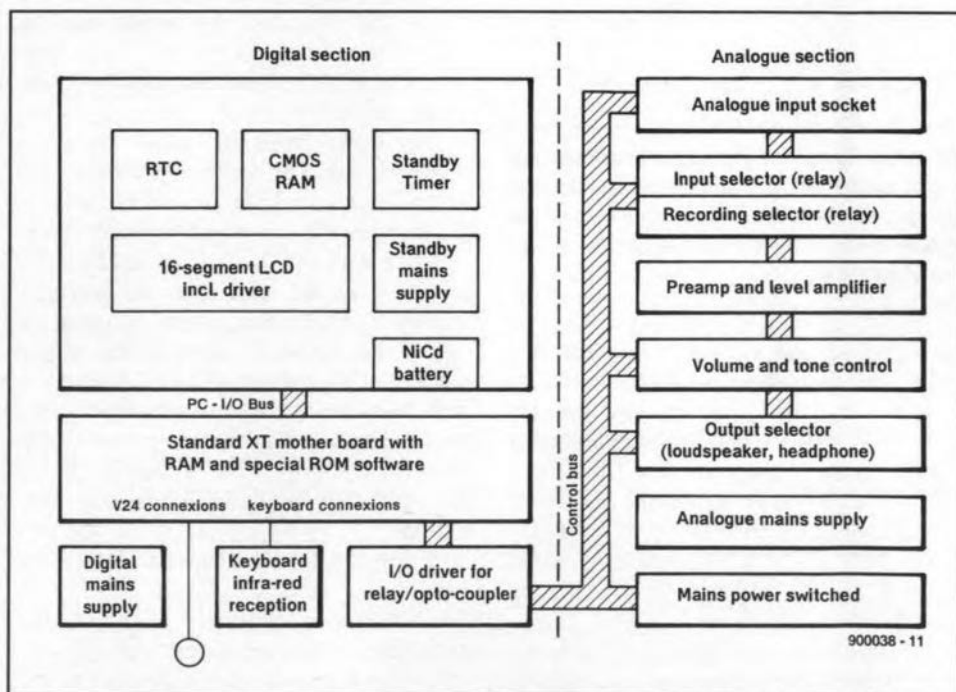 Digital section
Analogue section
RTC
CMOS
RAM
Standby
Timer
16-segment LCD
incl. driver
Standby
mains
supply
NiCd
battery
PC - I/O Bus
Standard XT mother board with
RAM and special ROM software
V24 connexions
keyboard connexions
Digital
mains
supply
Keyboard
infra-red
reception
I/O driver for
relay/opto-coupler
Control bus
Analogue input socket
Input selector (relay)
Recording selector (relay)
Preamp and level amplifier
Volume and tone control
Output selector
(loudspeaker, headphone)
Analogue mains supply
Mains power switched
900038 - 11